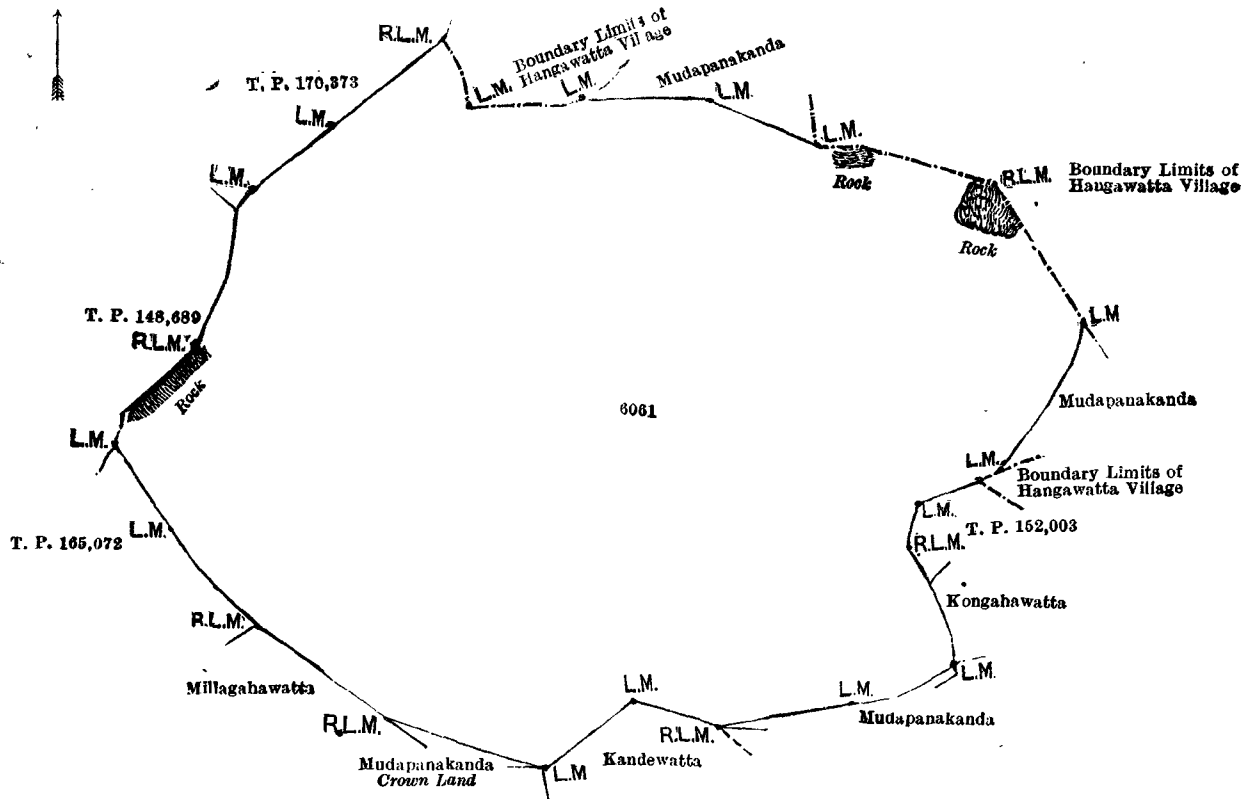 R.L.M.
Boundary Limits of
Hangawatta Village
T. P. 170,373
L.M.
L.M.
Mudapanakanda
L.M.
L.M.
L.M.
Rock
R.L.M.
Boundary Limits of
Hangawatta Village
Rock
L.M.
T. P. 148,689
R.L.M.
Rock
L.M
6061
Mudapanakanda
L.M.
L.M.
Boundary Limits of
Hangawatta Village
L.M.
T. P. 152,003
L.M.
T. P. 165,072
R.L.M.
Kongahawatta
R.L.M.
L.M.
Millagahawatta
L.M.
L.M.
Mudapanakanda
R.L.M.
R.L.M.
Kandewatta
Mudapanakanda
Crown Land
L.M